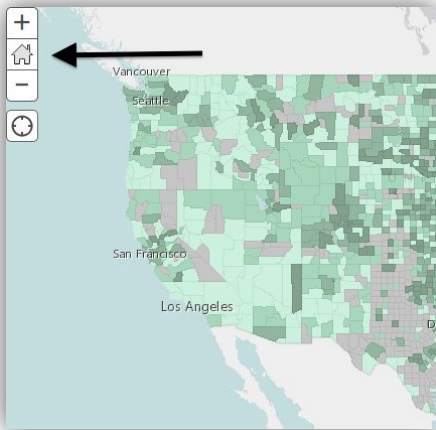 +
−
Vancouver
Seattle
San Francisco
Los Angeles
D